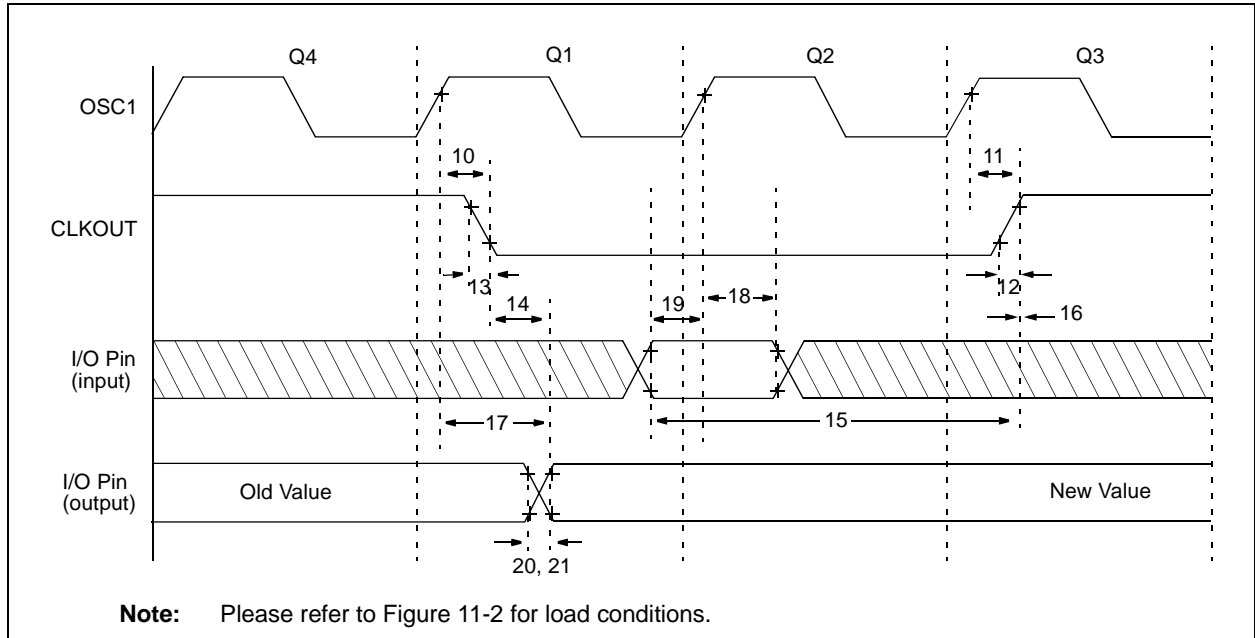 Q4 Q1 Q2 Q3
OSC1
10 11
CLKOUT
13 14 19 18 12 16
I/O Pin
(input)
17 15
I/O Pin
(output)
Old Value New Value
20, 21
Note: Please refer to Figure 11-2 for load conditions.